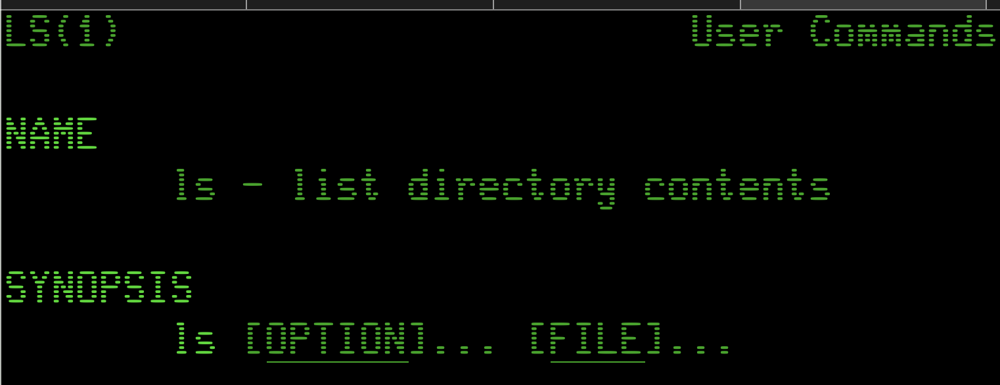 LS(1) User Commands
NAME
ls - list directory contents
SYNOPSIS
ls [OPTION]... [FILE]...